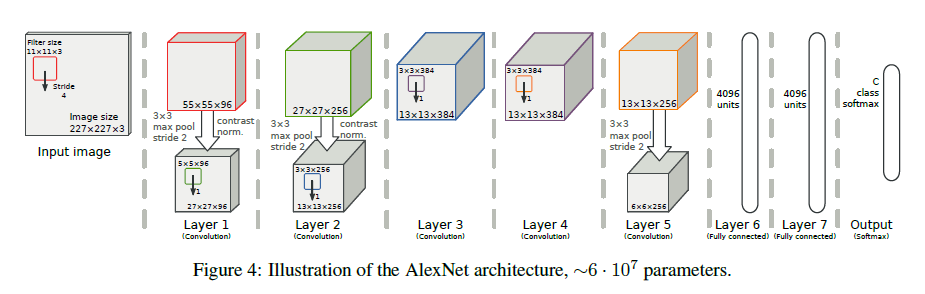 Filter size
11×11×3
Stride
4
Image size
227×227×3
Input image
55×55×96
3×3
max pool
stride 2
contrast
norm.
5×5×96
1
27×27×96
Layer 1
(Convolution)
27×27×256
3×3
max pool
stride 2
contrast
norm.
3×3×256
1
13×13×256
Layer 2
(Convolution)
3×3×384
1
13×13×384
Layer 3
(Convolution)
3×3×384
1
13×13×384
Layer 4
(Convolution)
13×13×256
3×3
max pool
stride 2
6×6×256
Layer 5
(Convolution)
4096
units
Layer 6
(Fully connected)
4096
units
Layer 7
(Fully connected)
C
class
softmax
Output
(Softmax)
Figure 4: Illustration of the AlexNet architecture, ∼6 · 10⁷ parameters.